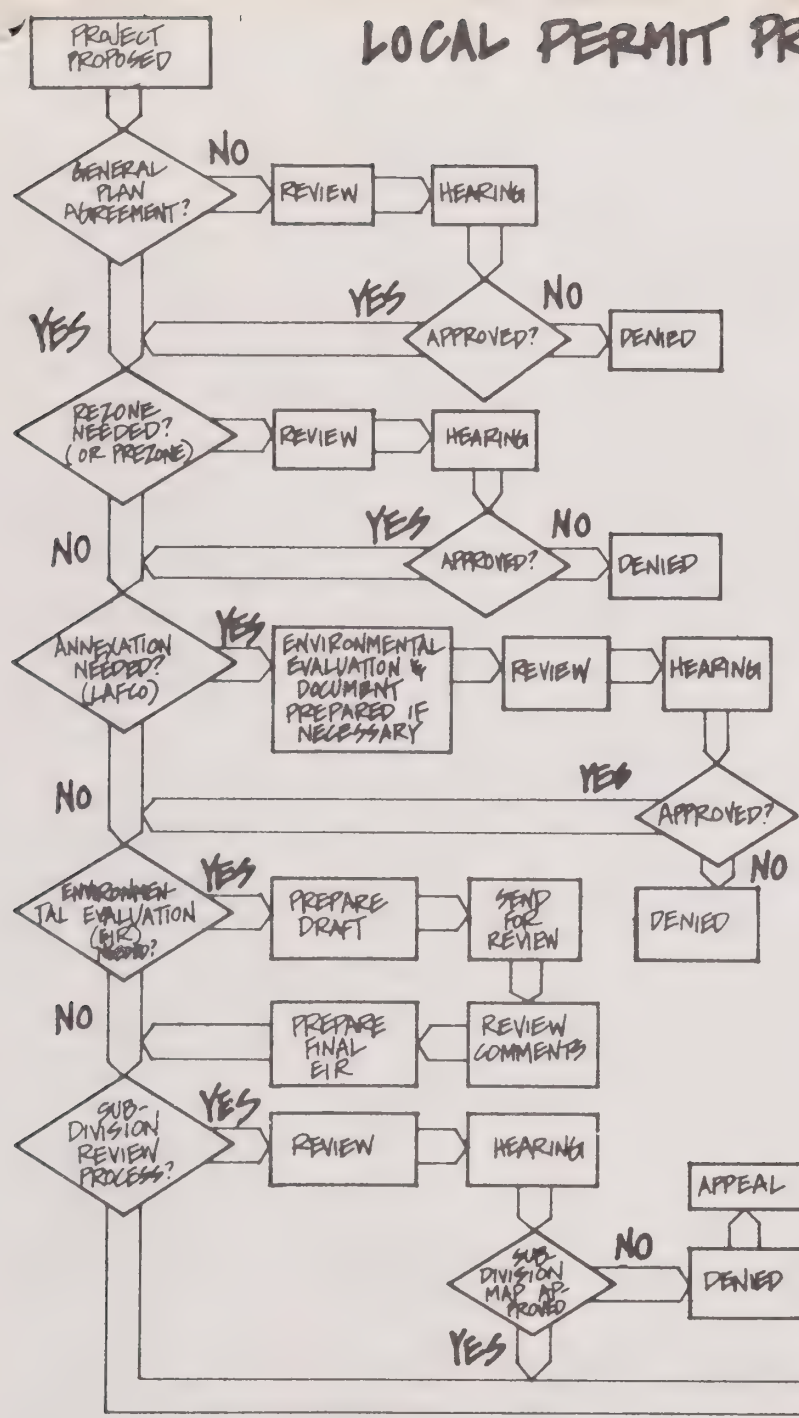 LOCAL PERMIT PR
PROJECT
PROPOSED
GENERAL
PLAN
AGREEMENT?
NO
REVIEW
HEARING
YES
YES
APPROVED?
NO
DENIED
REZONE
NEEDED?
(OR PREZONE)
REVIEW
HEARING
NO
YES
APPROVED?
NO
DENIED
ANNEXATION
NEEDED?
(LAFCO)
YES
ENVIRONMENTAL
EVALUATION &
DOCUMENT
PREPARED IF
NECESSARY
REVIEW
HEARING
NO
YES
APPROVED?
NO
DENIED
ENVIRONMEN-
TAL EVALUATION
(EIR)
NEEDED?
YES
PREPARE
DRAFT
SEND
FOR
REVIEW
NO
PREPARE
FINAL
EIR
REVIEW
COMMENTS
SUB-
DIVISION
REVIEW
PROCESS?
YES
REVIEW
HEARING
SUB
DIVISION
MAP AP-
PROVED
NO
DENIED
APPEAL
YES